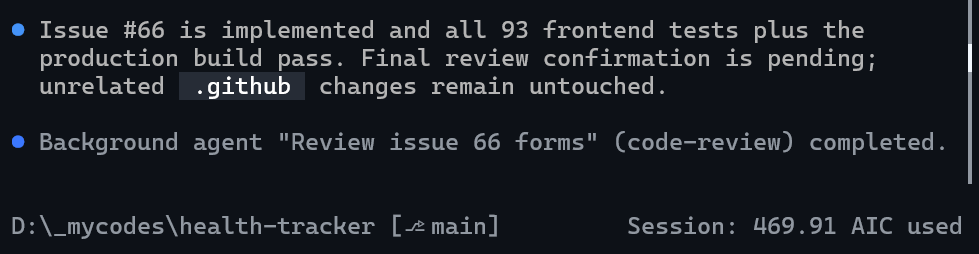 Issue #66 is implemented and all 93 frontend tests plus the
production build pass. Final review confirmation is pending;
unrelated .github changes remain untouched.
Background agent "Review issue 66 forms" (code-review) completed.
D:\_mycodes\health-tracker [⎇ main] Session: 469.91 AIC used